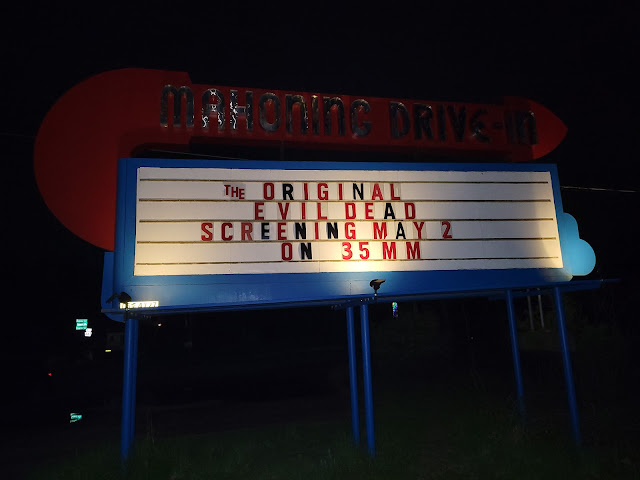 MAHONING DRIVE-IN
THE ORIGINAL
EVIL DEAD
SCREENING MAY 2
ON 35MM